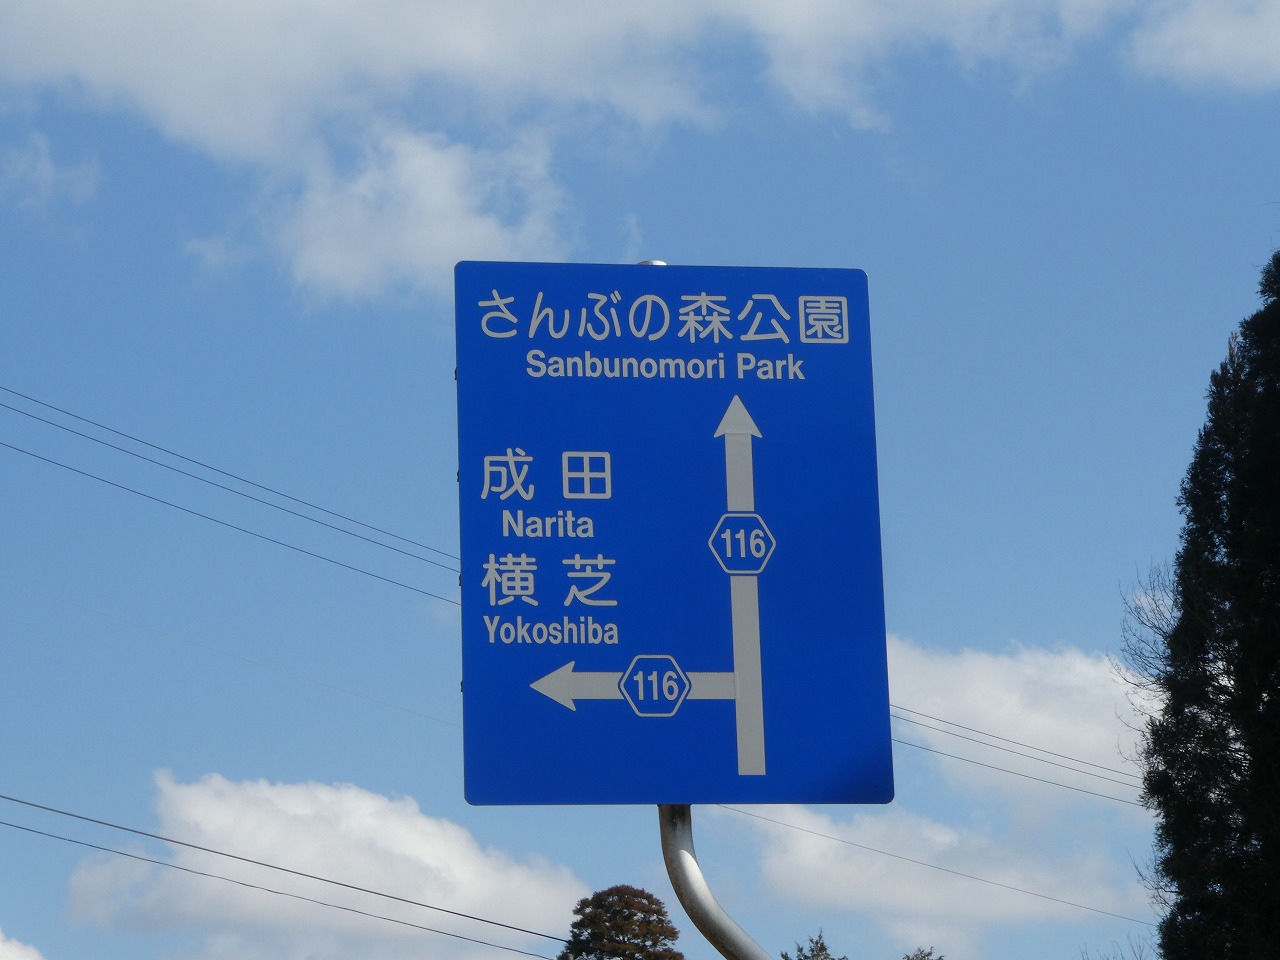 さんぶの森公園
Sanbunomori Park
成田
Narita
116
横芝
Yokoshiba
116